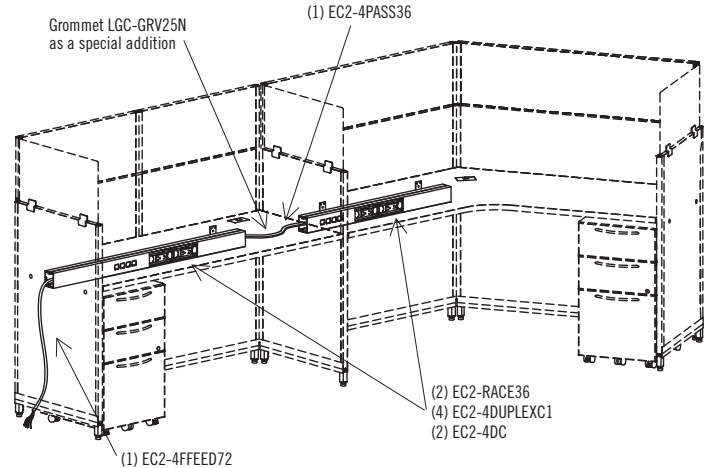 Grommet LGC-GRV25N
as a special addition
(1) EC2-4PASS36
(2) EC2-RACE36
(4) EC2-4DUPLEXC1
(2) EC2-4DC
(1) EC2-4FFEED72